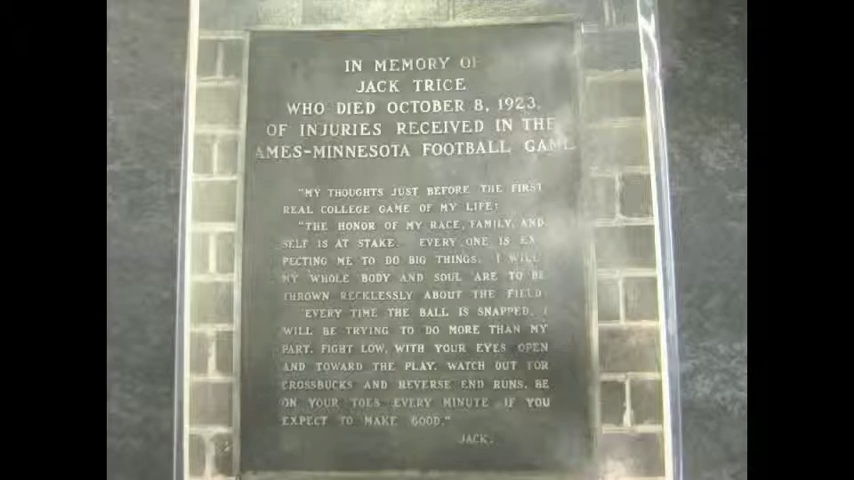 IN MEMORY OF
JACK TRICE
WHO DIED OCTOBER 8, 1923,
OF INJURIES RECEIVED IN THE
AMES-MINNESOTA FOOTBALL GAME
"MY THOUGHTS JUST BEFORE THE FIRST
REAL COLLEGE GAME OF MY LIFE:
"THE HONOR OF MY RACE, FAMILY, AND
SELF IS AT STAKE. EVERY ONE IS EX
PECTING ME TO DO BIG THINGS. I WILL
MY WHOLE BODY AND SOUL ARE TO BE
THROWN RECKLESSLY ABOUT THE FIELD
EVERY TIME THE BALL IS SNAPPED, I
WILL BE TRYING TO DO MORE THAN MY
PART. FIGHT LOW, WITH YOUR EYES OPEN
AND TOWARD THE PLAY. WATCH OUT FOR
CROSSBUCKS AND REVERSE END RUNS. BE
ON YOUR TOES EVERY MINUTE IF YOU
EXPECT TO MAKE GOOD."
JACK.